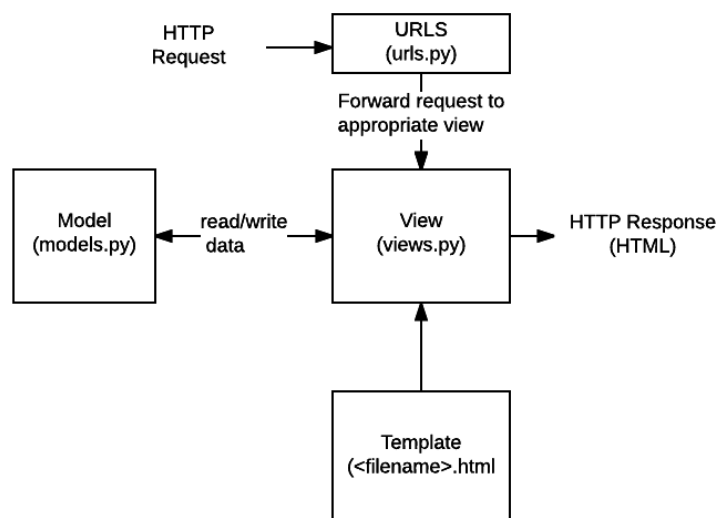 HTTP
Request
URLS
(urls.py)
Forward request to
appropriate view
Model
(models.py)
read/write
data
View
(views.py)
HTTP Response
(HTML)
Template
(<filename>.html